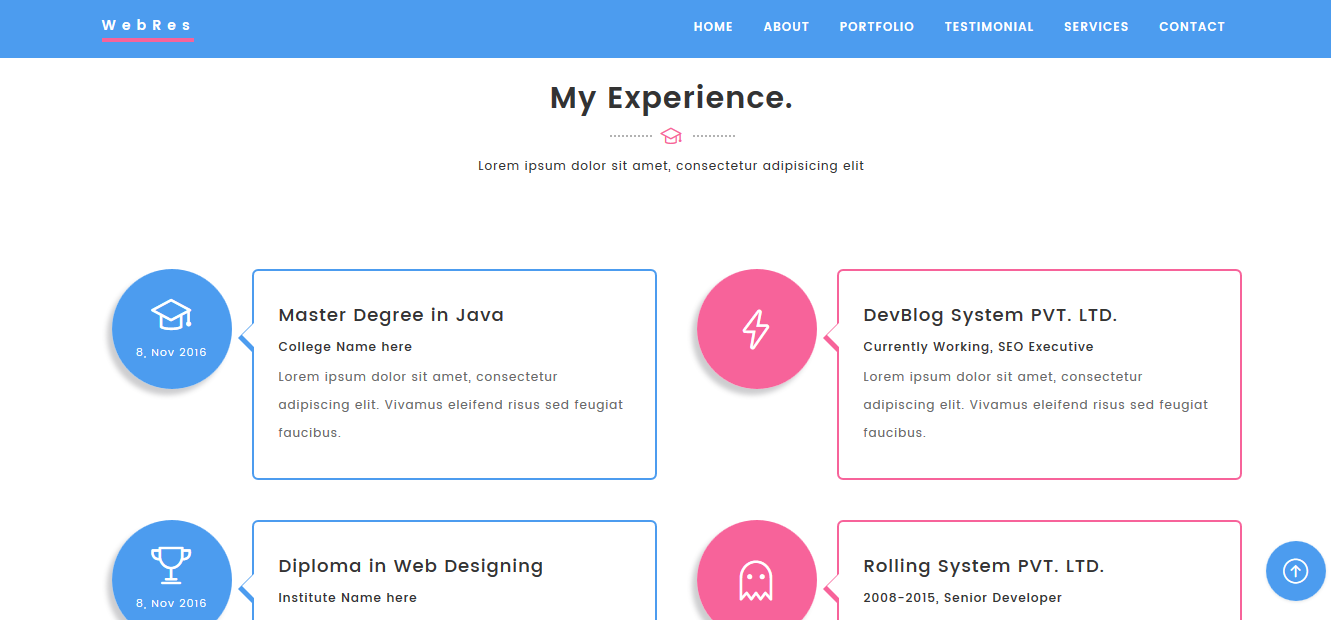 WebRes
HOME ABOUT PORTFOLIO TESTIMONIAL SERVICES CONTACT
My Experience.
Lorem ipsum dolor sit amet, consectetur adipisicing elit
8, Nov 2016
Master Degree in Java
College Name here
Lorem ipsum dolor sit amet, consectetur
adipiscing elit. Vivamus eleifend risus sed feugiat
faucibus.
DevBlog System PVT. LTD.
Currently Working, SEO Executive
Lorem ipsum dolor sit amet, consectetur
adipiscing elit. Vivamus eleifend risus sed feugiat
faucibus.
8, Nov 2016
Diploma in Web Designing
Institute Name here
Rolling System PVT. LTD.
2008-2015, Senior Developer